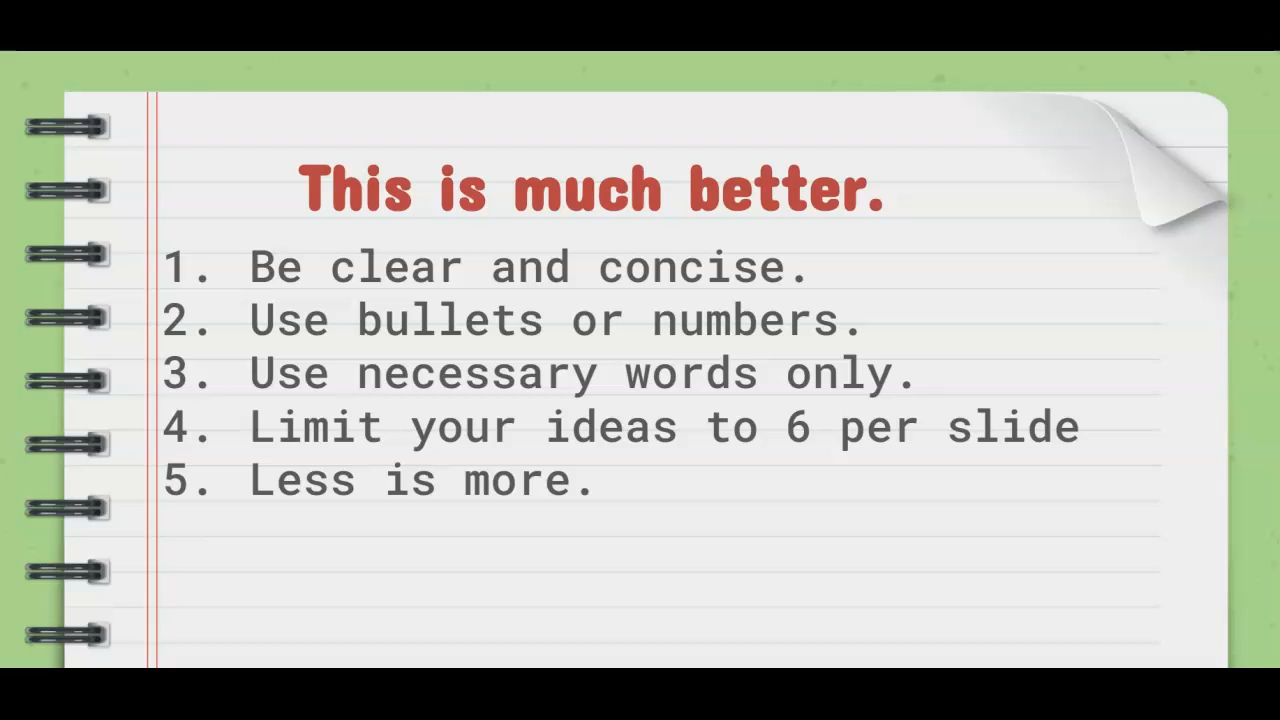 This is much better.
1. Be clear and concise.
2. Use bullets or numbers.
3. Use necessary words only.
4. Limit your ideas to 6 per slide
5. Less is more.